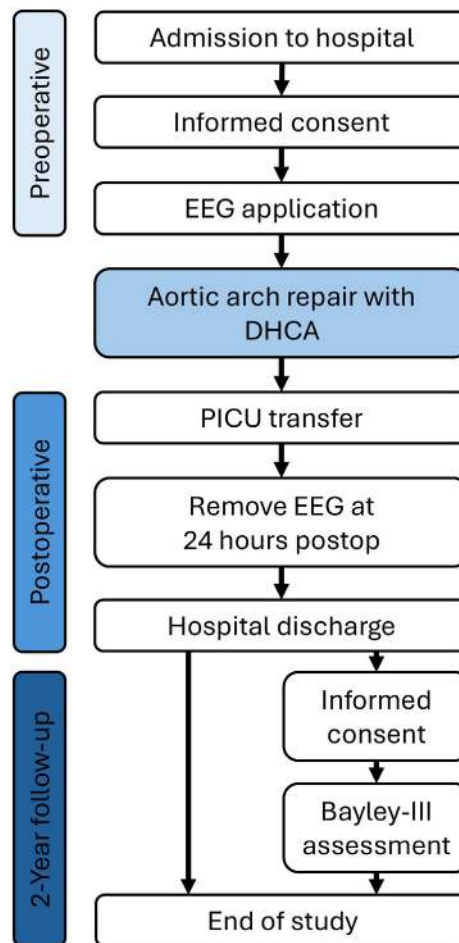 Preoperative
Admission to hospital
Informed consent
EEG application
Aortic arch repair with
DHCA
Postoperative
PICU transfer
Remove EEG at
24 hours postop
Hospital discharge
2-Year follow-up
Informed
consent
Bayley-III
assessment
End of study